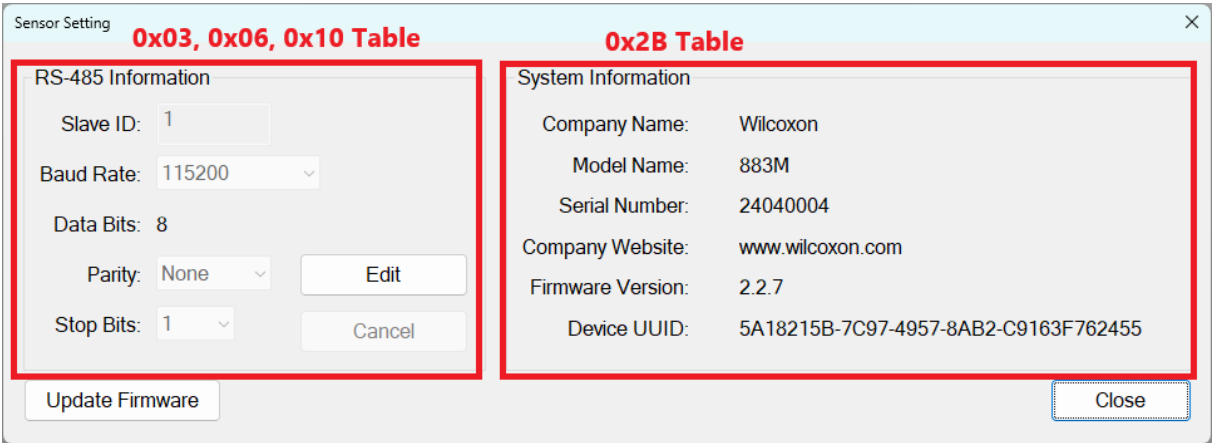 Sensor Setting
0x03, 0x06, 0x10 Table
0x2B Table
RS-485 Information
Slave ID: 1
Baud Rate: 115200
Data Bits: 8
Parity: None
Edit
Stop Bits: 1
Cancel
System Information
Company Name: Wilcoxon
Model Name: 883M
Serial Number: 24040004
Company Website: www.wilcoxon.com
Firmware Version: 2.2.7
Device UUID: 5A18215B-7C97-4957-8AB2-C9163F762455
Update Firmware
Close